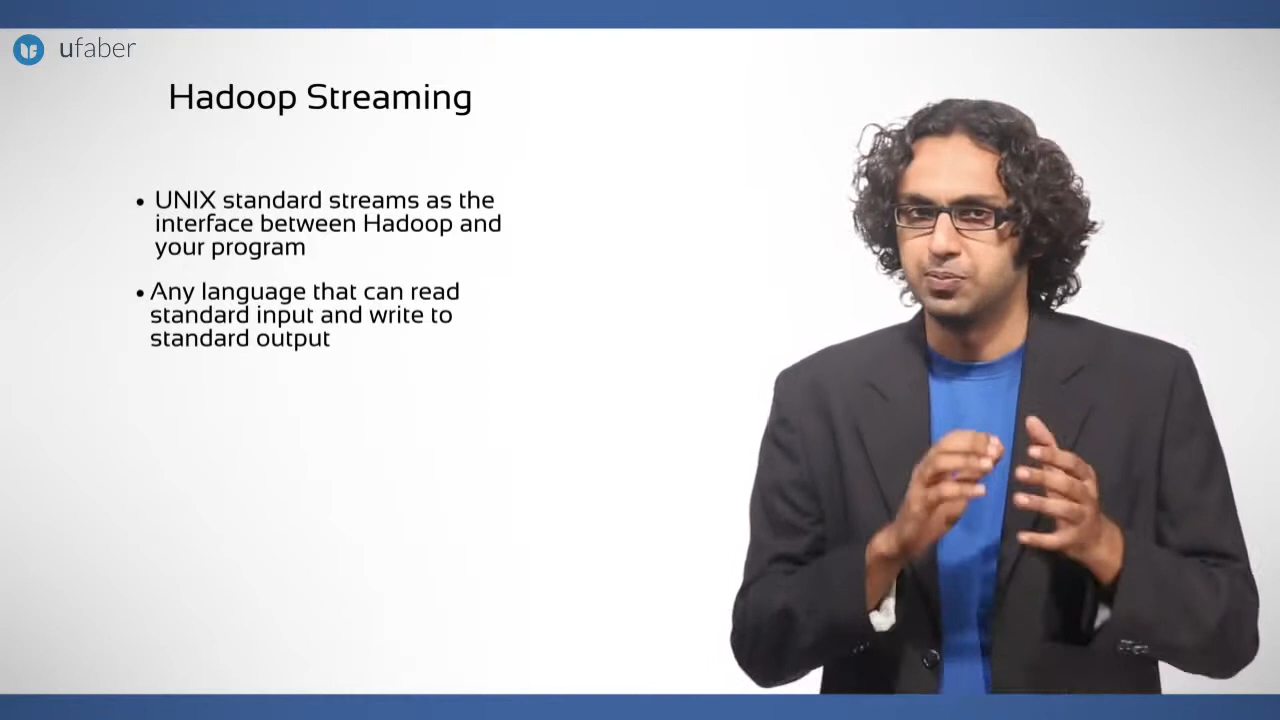 ufaber
Hadoop Streaming
• UNIX standard streams as the
interface between Hadoop and
your program
• Any language that can read
standard input and write to
standard output